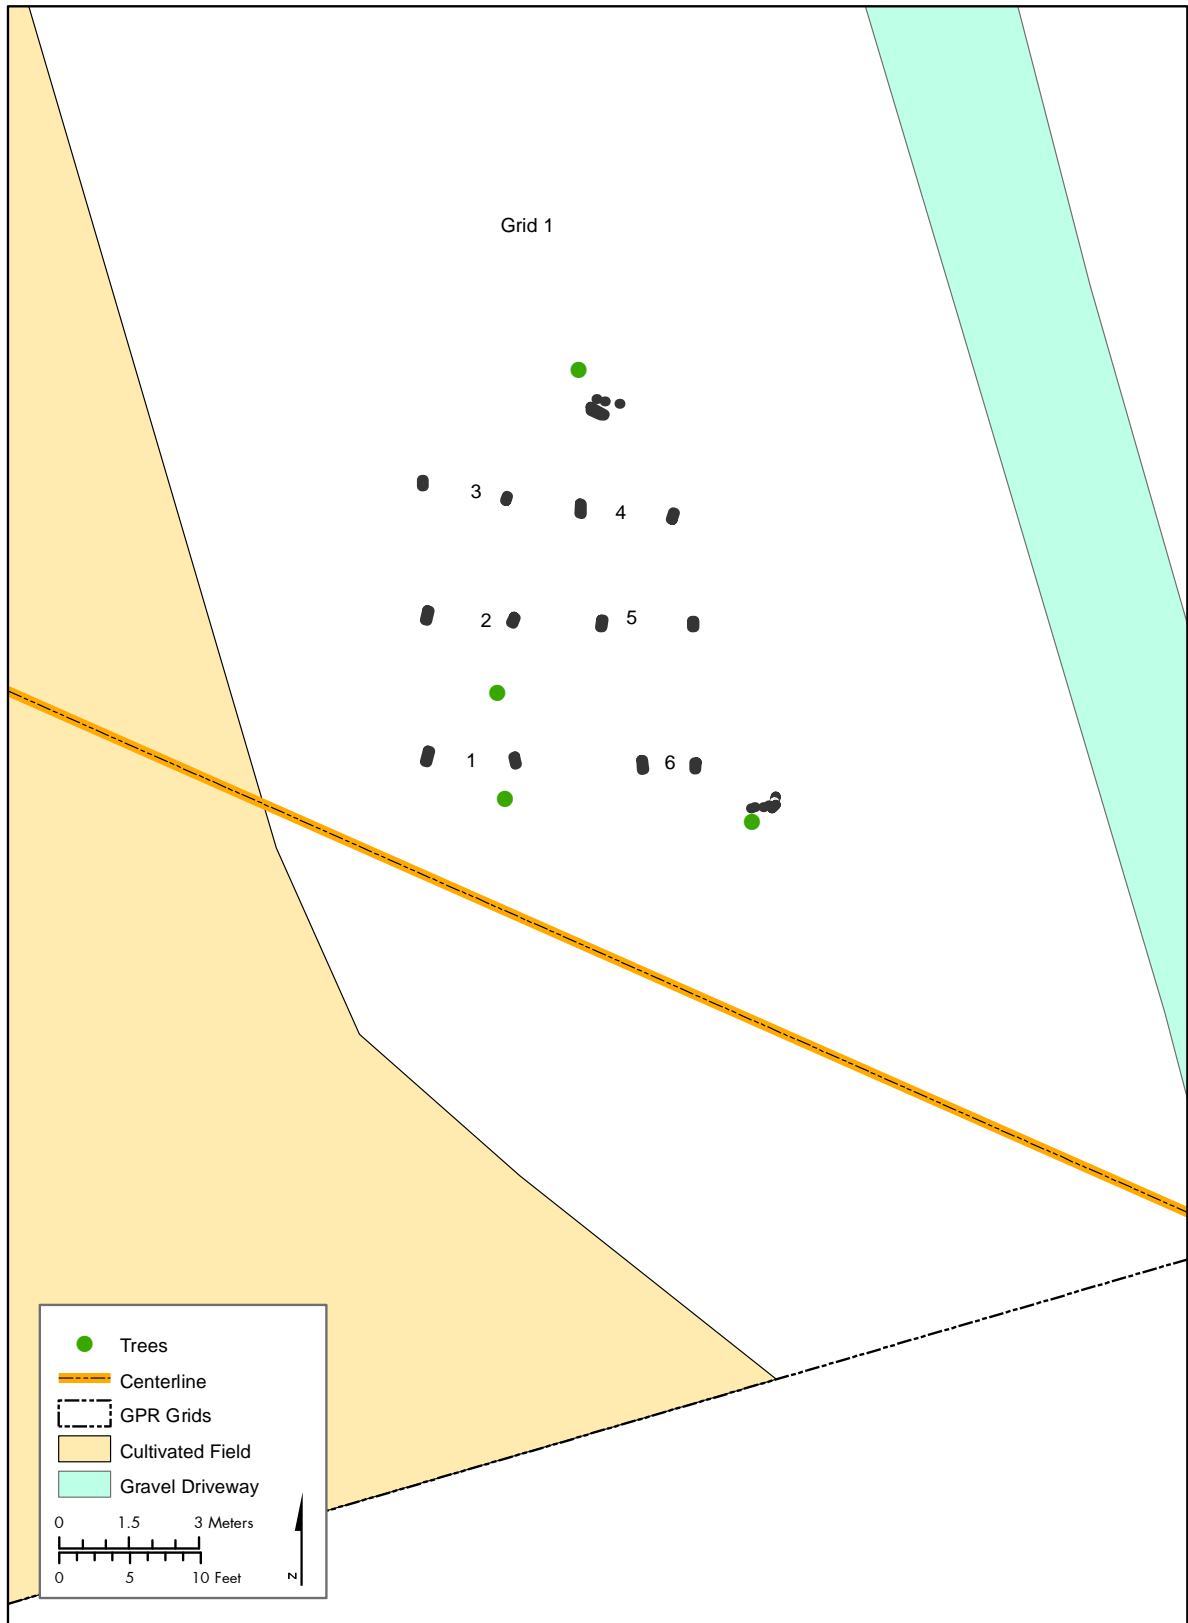 Grid 1
3
4
2
5
1
6
Trees
Centerline
GPR Grids
Cultivated Field
Gravel Driveway
0 1.5 3 Meters
0 5 10 Feet
N